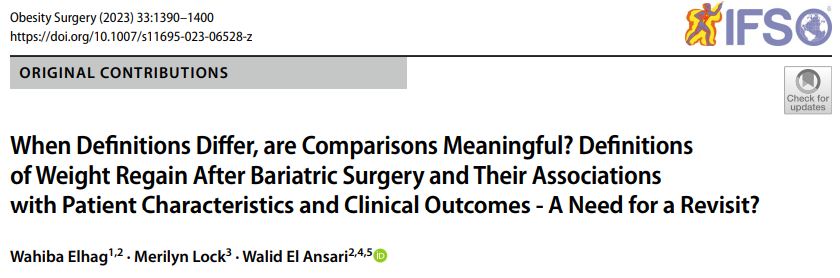 Obesity Surgery (2023) 33:1390–1400
https://doi.org/10.1007/s11695-023-06528-z
IFSO
ORIGINAL CONTRIBUTIONS
Check for
updates
When Definitions Differ, are Comparisons Meaningful? Definitions
of Weight Regain After Bariatric Surgery and Their Associations
with Patient Characteristics and Clinical Outcomes - A Need for a Revisit?
Wahiba Elhag1,2 · Merilyn Lock3 · Walid El Ansari2,4,5 iD